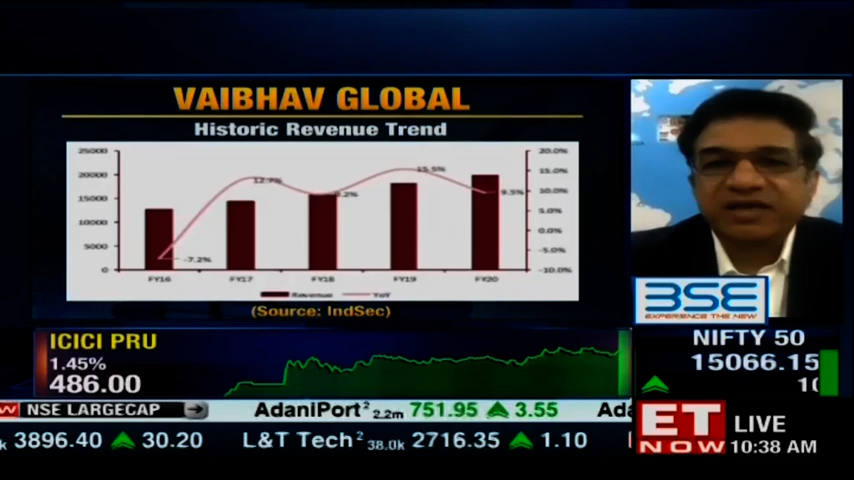 VAIBHAV GLOBAL
Historic Revenue Trend
25000
20000
15000
10000
5000
0
20.0%
15.0%
10.0%
5.0%
0.0%
-5.0%
-10.0%
-7.2%
12.7%
9.2%
15.5%
9.5%
FY16 FY17 FY18 FY19 FY20
Revenue YoY
(Source: IndSec)
BSE
EXPERIENCE THE NEW
ICICI PRU
1.45%
486.00
NIFTY 50
15066.15
NSE LARGECAP
AdaniPort² 2.2m 751.95 3.55
3896.40 30.20 L&T Tech² 38.0k 2716.35 1.10
ET NOW
LIVE
10:38 AM